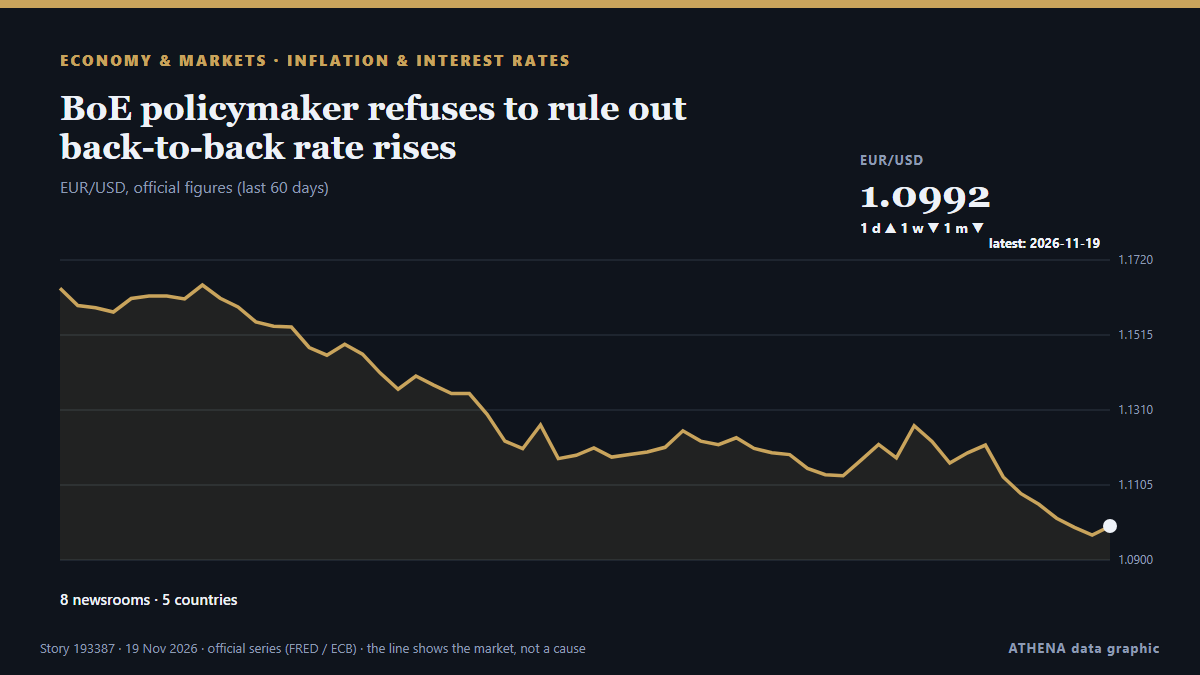 ECONOMY & MARKETS · INFLATION & INTEREST RATES
BoE policymaker refuses to rule out
back-to-back rate rises
EUR/USD, official figures (last 60 days)
EUR/USD
1.0992
1 d ▲ 1 w ▼ 1 m ▼
latest: 2026-11-19
1.1720
1.1515
1.1310
1.1105
1.0900
8 newsrooms · 5 countries
Story 193387 · 19 Nov 2026 · official series (FRED / ECB) · the line shows the market, not a cause
ATHENA data graphic